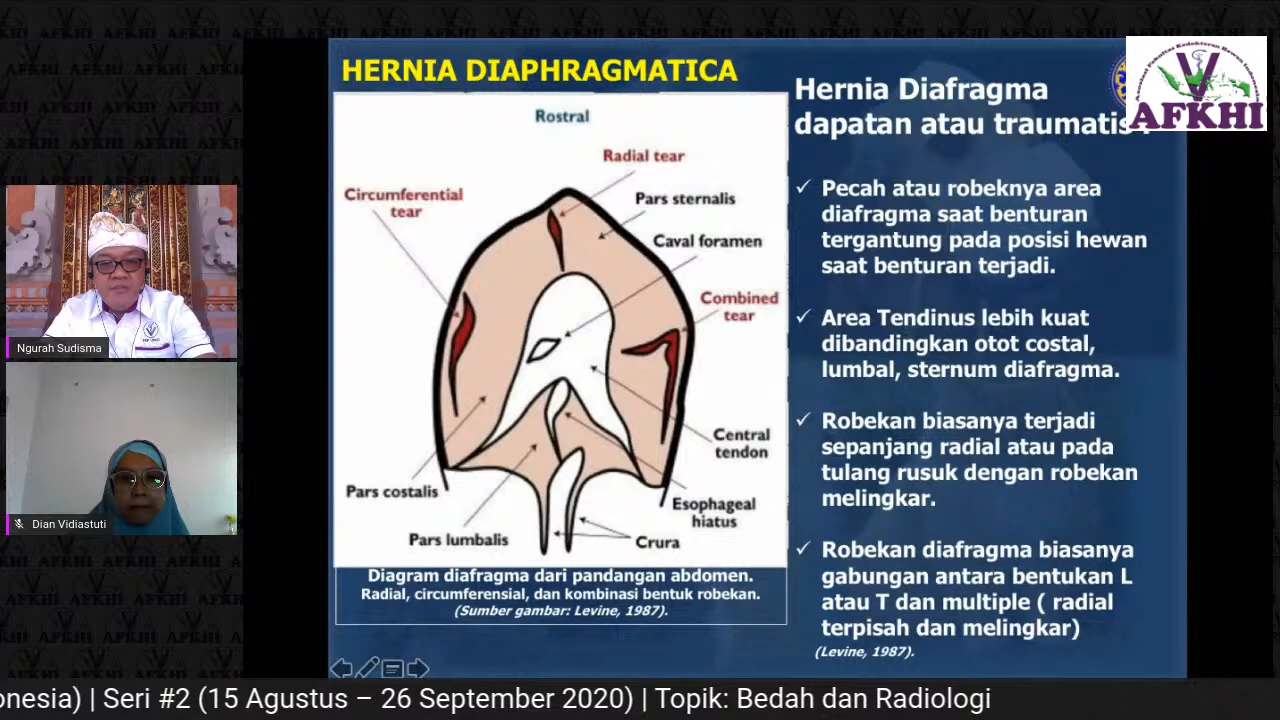 HERNIA DIAPHRAGMATICA
Rostral
Radial tear
Circumferential
tear
Pars sternalis
Caval foramen
Combined
tear
Central
tendon
Pars costalis
Esophageal
hiatus
Pars lumbalis
Crura
Diagram diafragma dari pandangan abdomen.
Radial, circumferensial, dan kombinasi bentuk robekan.
(Sumber gambar: Levine, 1987).
Hernia Diafragma
dapatan atau traumatis
✓ Pecah atau robeknya area
diafragma saat benturan
tergantung pada posisi hewan
saat benturan terjadi.
✓ Area Tendinus lebih kuat
dibandingkan otot costal,
lumbal, sternum diafragma.
✓ Robekan biasanya terjadi
sepanjang radial atau pada
tulang rusuk dengan robekan
melingkar.
✓ Robekan diafragma biasanya
gabungan antara bentukan L
atau T dan multiple ( radial
terpisah dan melingkar)
(Levine, 1987).
AFKHI
Ngurah Sudisma
Dian Vidiastuti
onesia) | Seri #2 (15 Agustus – 26 September 2020) | Topik: Bedah dan Radiologi